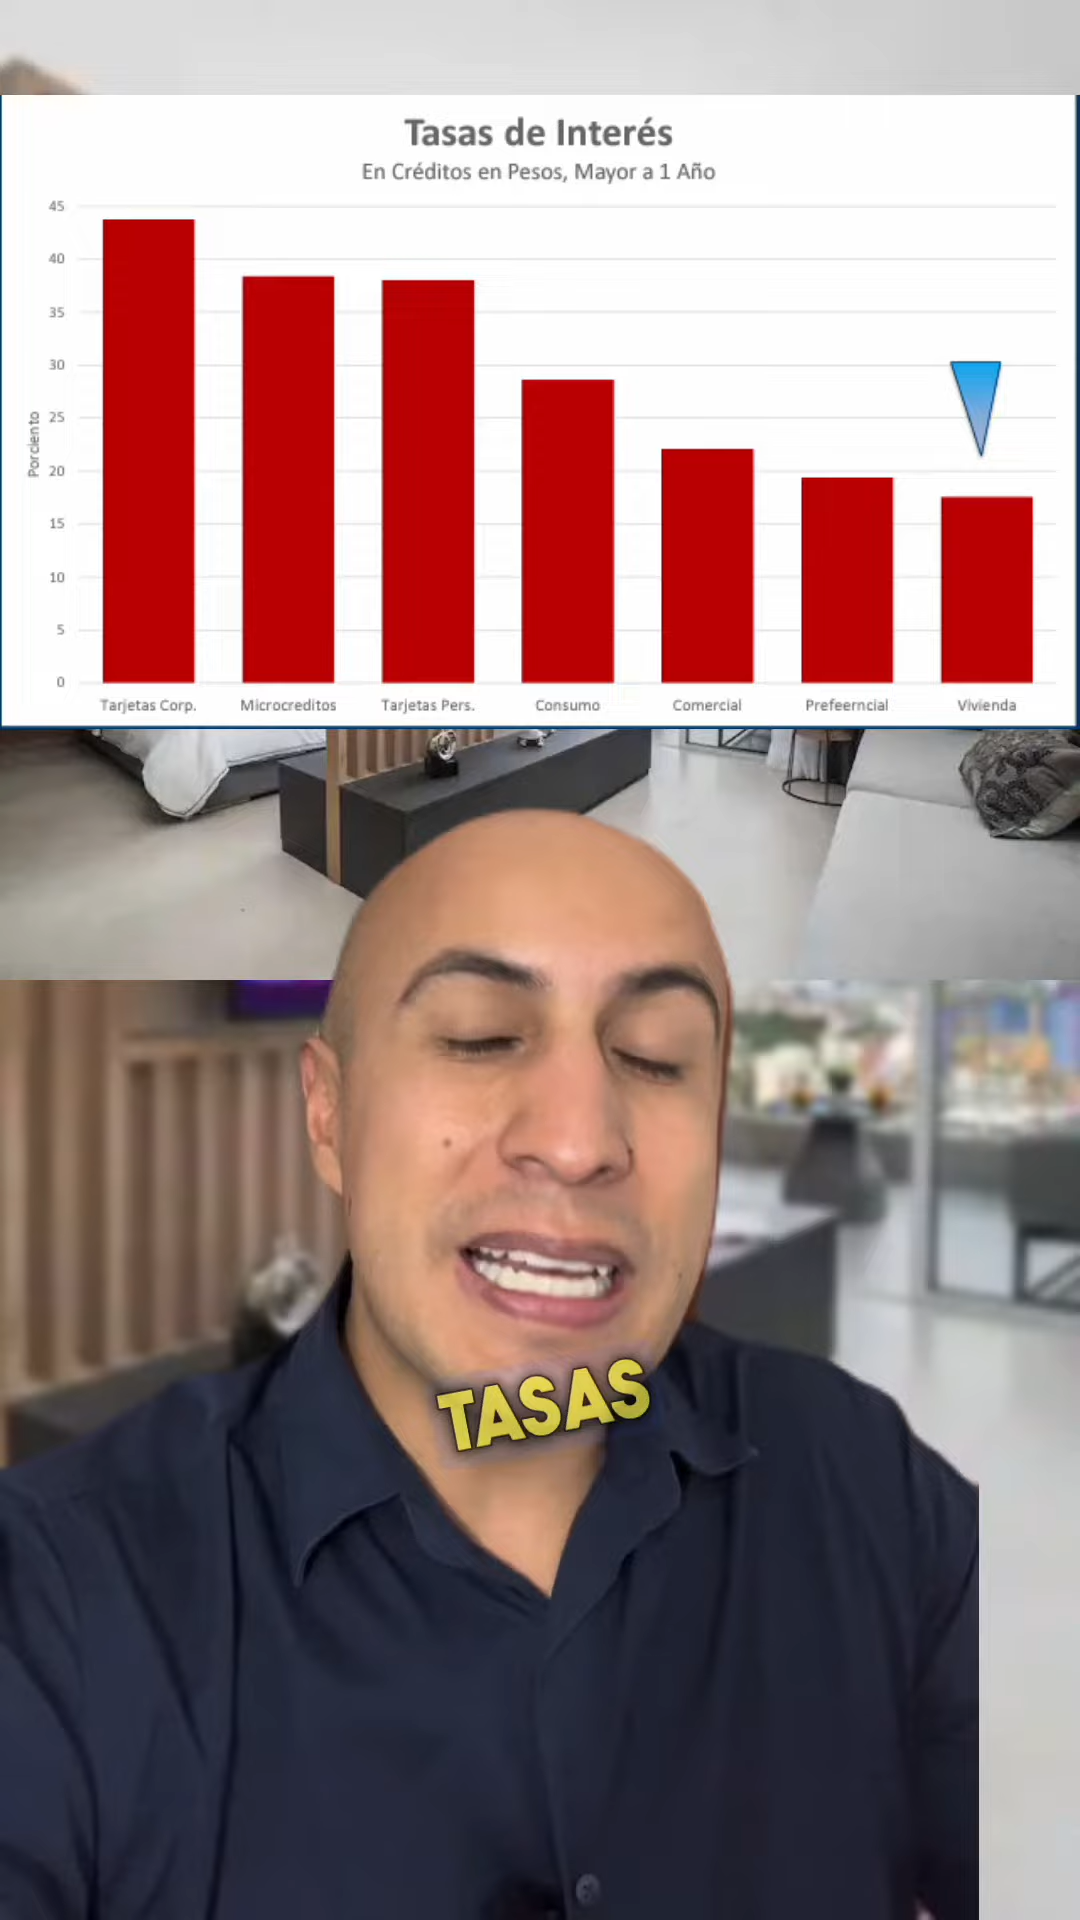 Tasas de Interés
En Créditos en Pesos, Mayor a 1 Año
45
40
35
30
25
20
15
10
5
0
Porciento
Tarjetas Corp. Microcreditos Tarjetas Pers. Consumo Comercial Prefeerncial Vivienda
TASAS